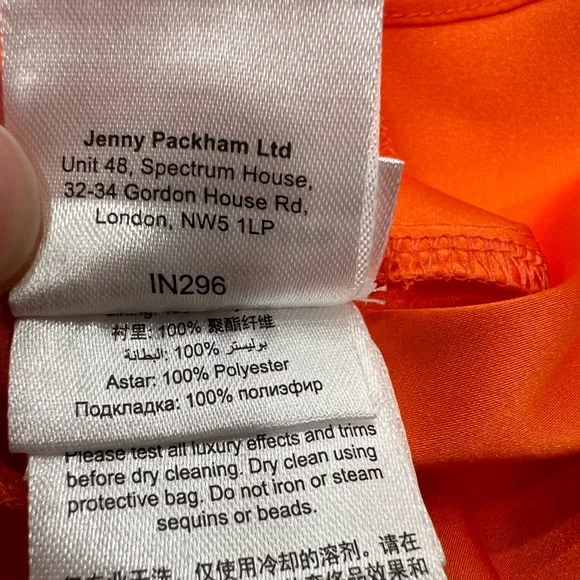 Jenny Packham Ltd
Unit 48, Spectrum House,
32-34 Gordon House Rd,
London, NW5 1LP
IN296
衬里: 100% 聚酯纤维
البطانة: 100% بوليستر
Astar: 100% Polyester
Подкладка: 100% полиэфир
Please test all luxury effects and trims
before dry cleaning. Dry clean using
protective bag. Do not iron or steam
sequins or beads.
仅使用冷却的溶剂。请在